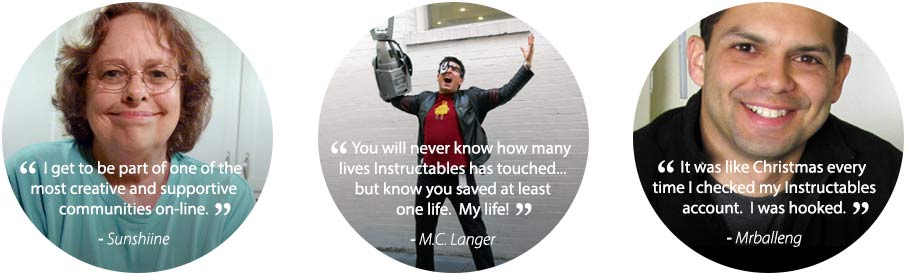 “ I get to be part of one of the
most creative and supportive
communities on-line. ”
- Sunshiine
“ You will never know how many
lives Instructables has touched...
but know you saved at least
one life.  My life! ”
- M.C. Langer
“ It was like Christmas every
time I checked my Instructables
account.  I was hooked. ”
- Mrballeng